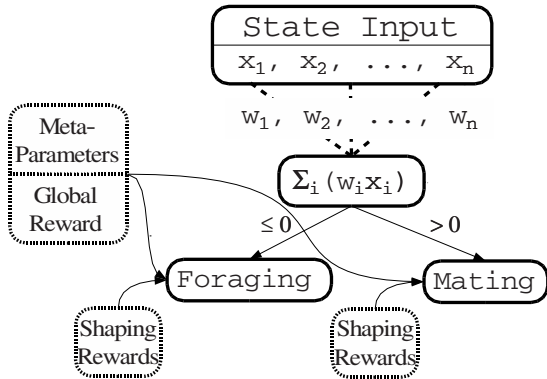 State Input
x₁, x₂, ..., xₙ
w₁, w₂, ..., wₙ
Meta-
Parameters
Global
Reward
Σᵢ(wᵢxᵢ)
≤ 0
> 0
Foraging
Mating
Shaping
Rewards
Shaping
Rewards